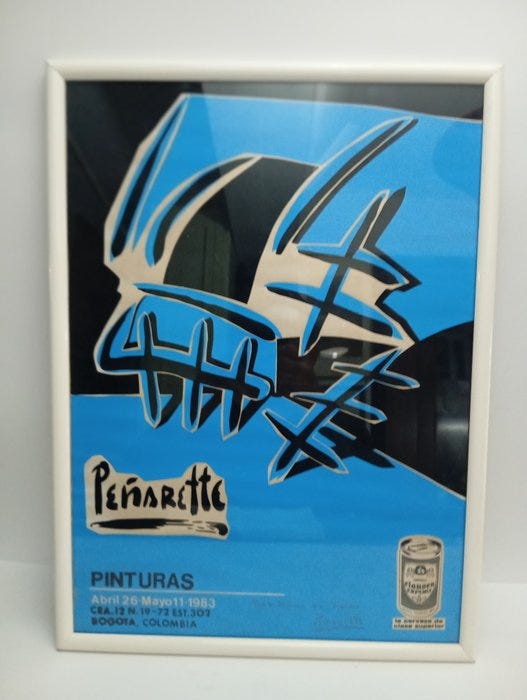 Peñarette
PINTURAS
Abril 26-Mayo 11-1983
CRA.12 N.19-72 EST.302
BOGOTA, COLOMBIA
la cerveza de
clase superior